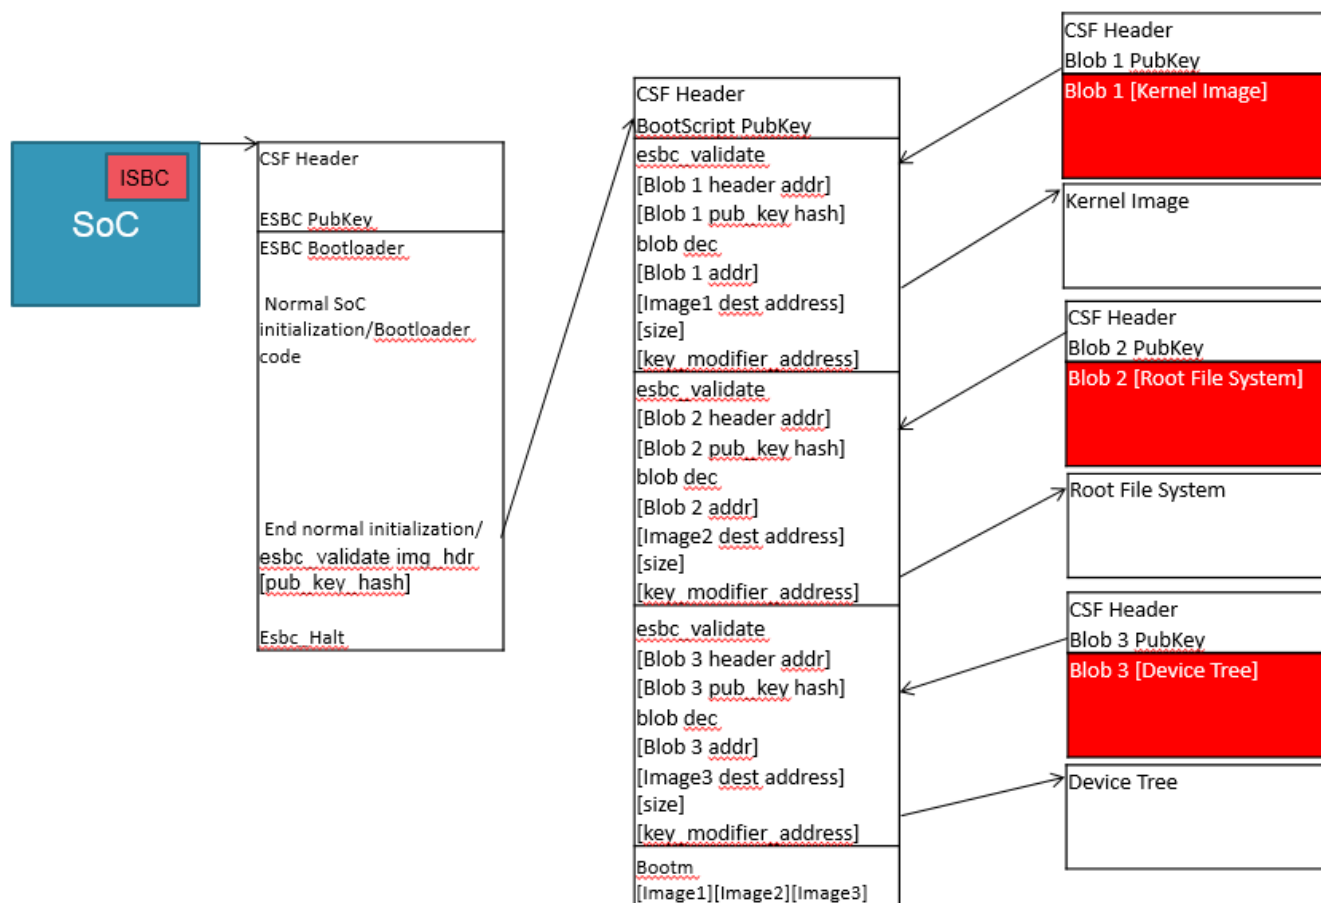 ISBC
SoC
CSF Header
ESBC PubKey
ESBC Bootloader
Normal SoC
initialization/Bootloader
code
End normal initialization/
esbc_validate img_hdr
[pub_key_hash]
Esbc_Halt
CSF Header
BootScript PubKey
esbc_validate
[Blob 1 header addr]
[Blob 1 pub_key hash]
blob dec
[Blob 1 addr]
[Image1 dest address]
[size]
[key_modifier_address]
esbc_validate
[Blob 2 header addr]
[Blob 2 pub_key hash]
blob dec
[Blob 2 addr]
[Image2 dest address]
[size]
[key_modifier_address]
esbc_validate
[Blob 3 header addr]
[Blob 3 pub_key hash]
blob dec
[Blob 3 addr]
[Image3 dest address]
[size]
[key_modifier_address]
Bootm
[Image1][Image2][Image3]
CSF Header
Blob 1 PubKey
Blob 1 [Kernel Image]
Kernel Image
CSF Header
Blob 2 PubKey
Blob 2 [Root File System]
Root File System
CSF Header
Blob 3 PubKey
Blob 3 [Device Tree]
Device Tree